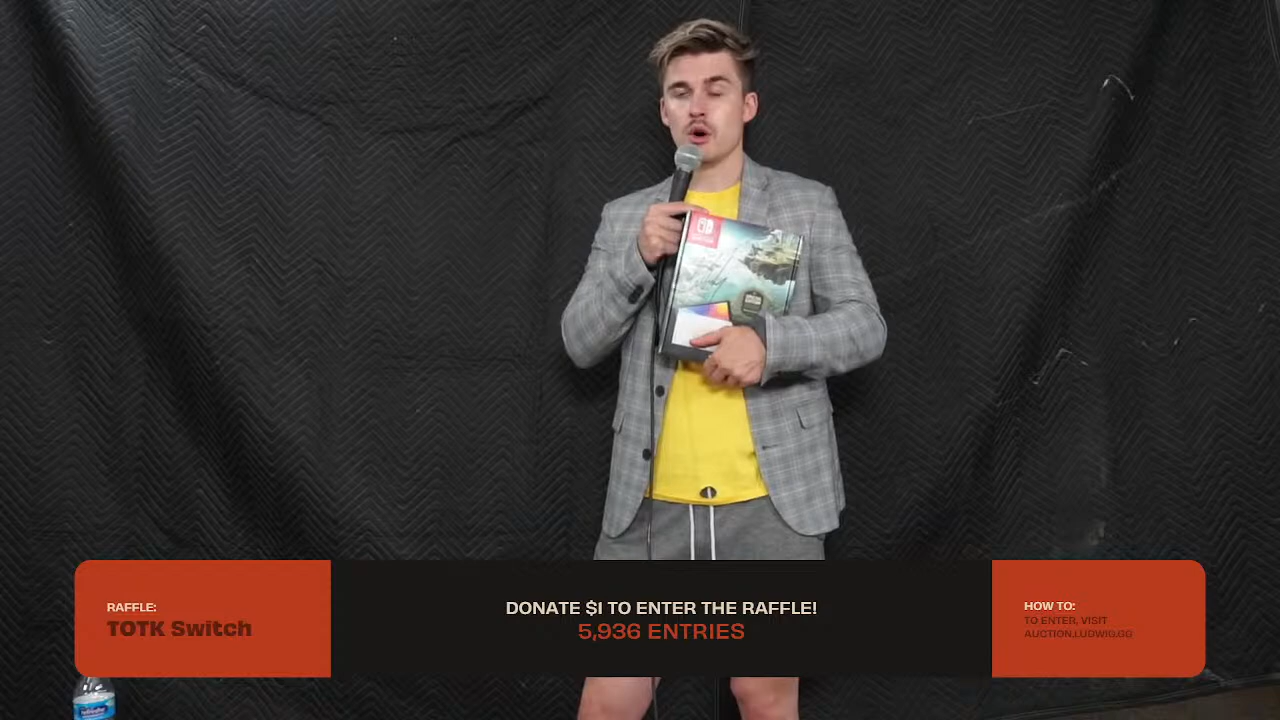 RAFFLE:
TOTK Switch
DONATE $1 TO ENTER THE RAFFLE!
5,936 ENTRIES
HOW TO:
TO ENTER, VISIT
AUCTION.LUDWIG.GG